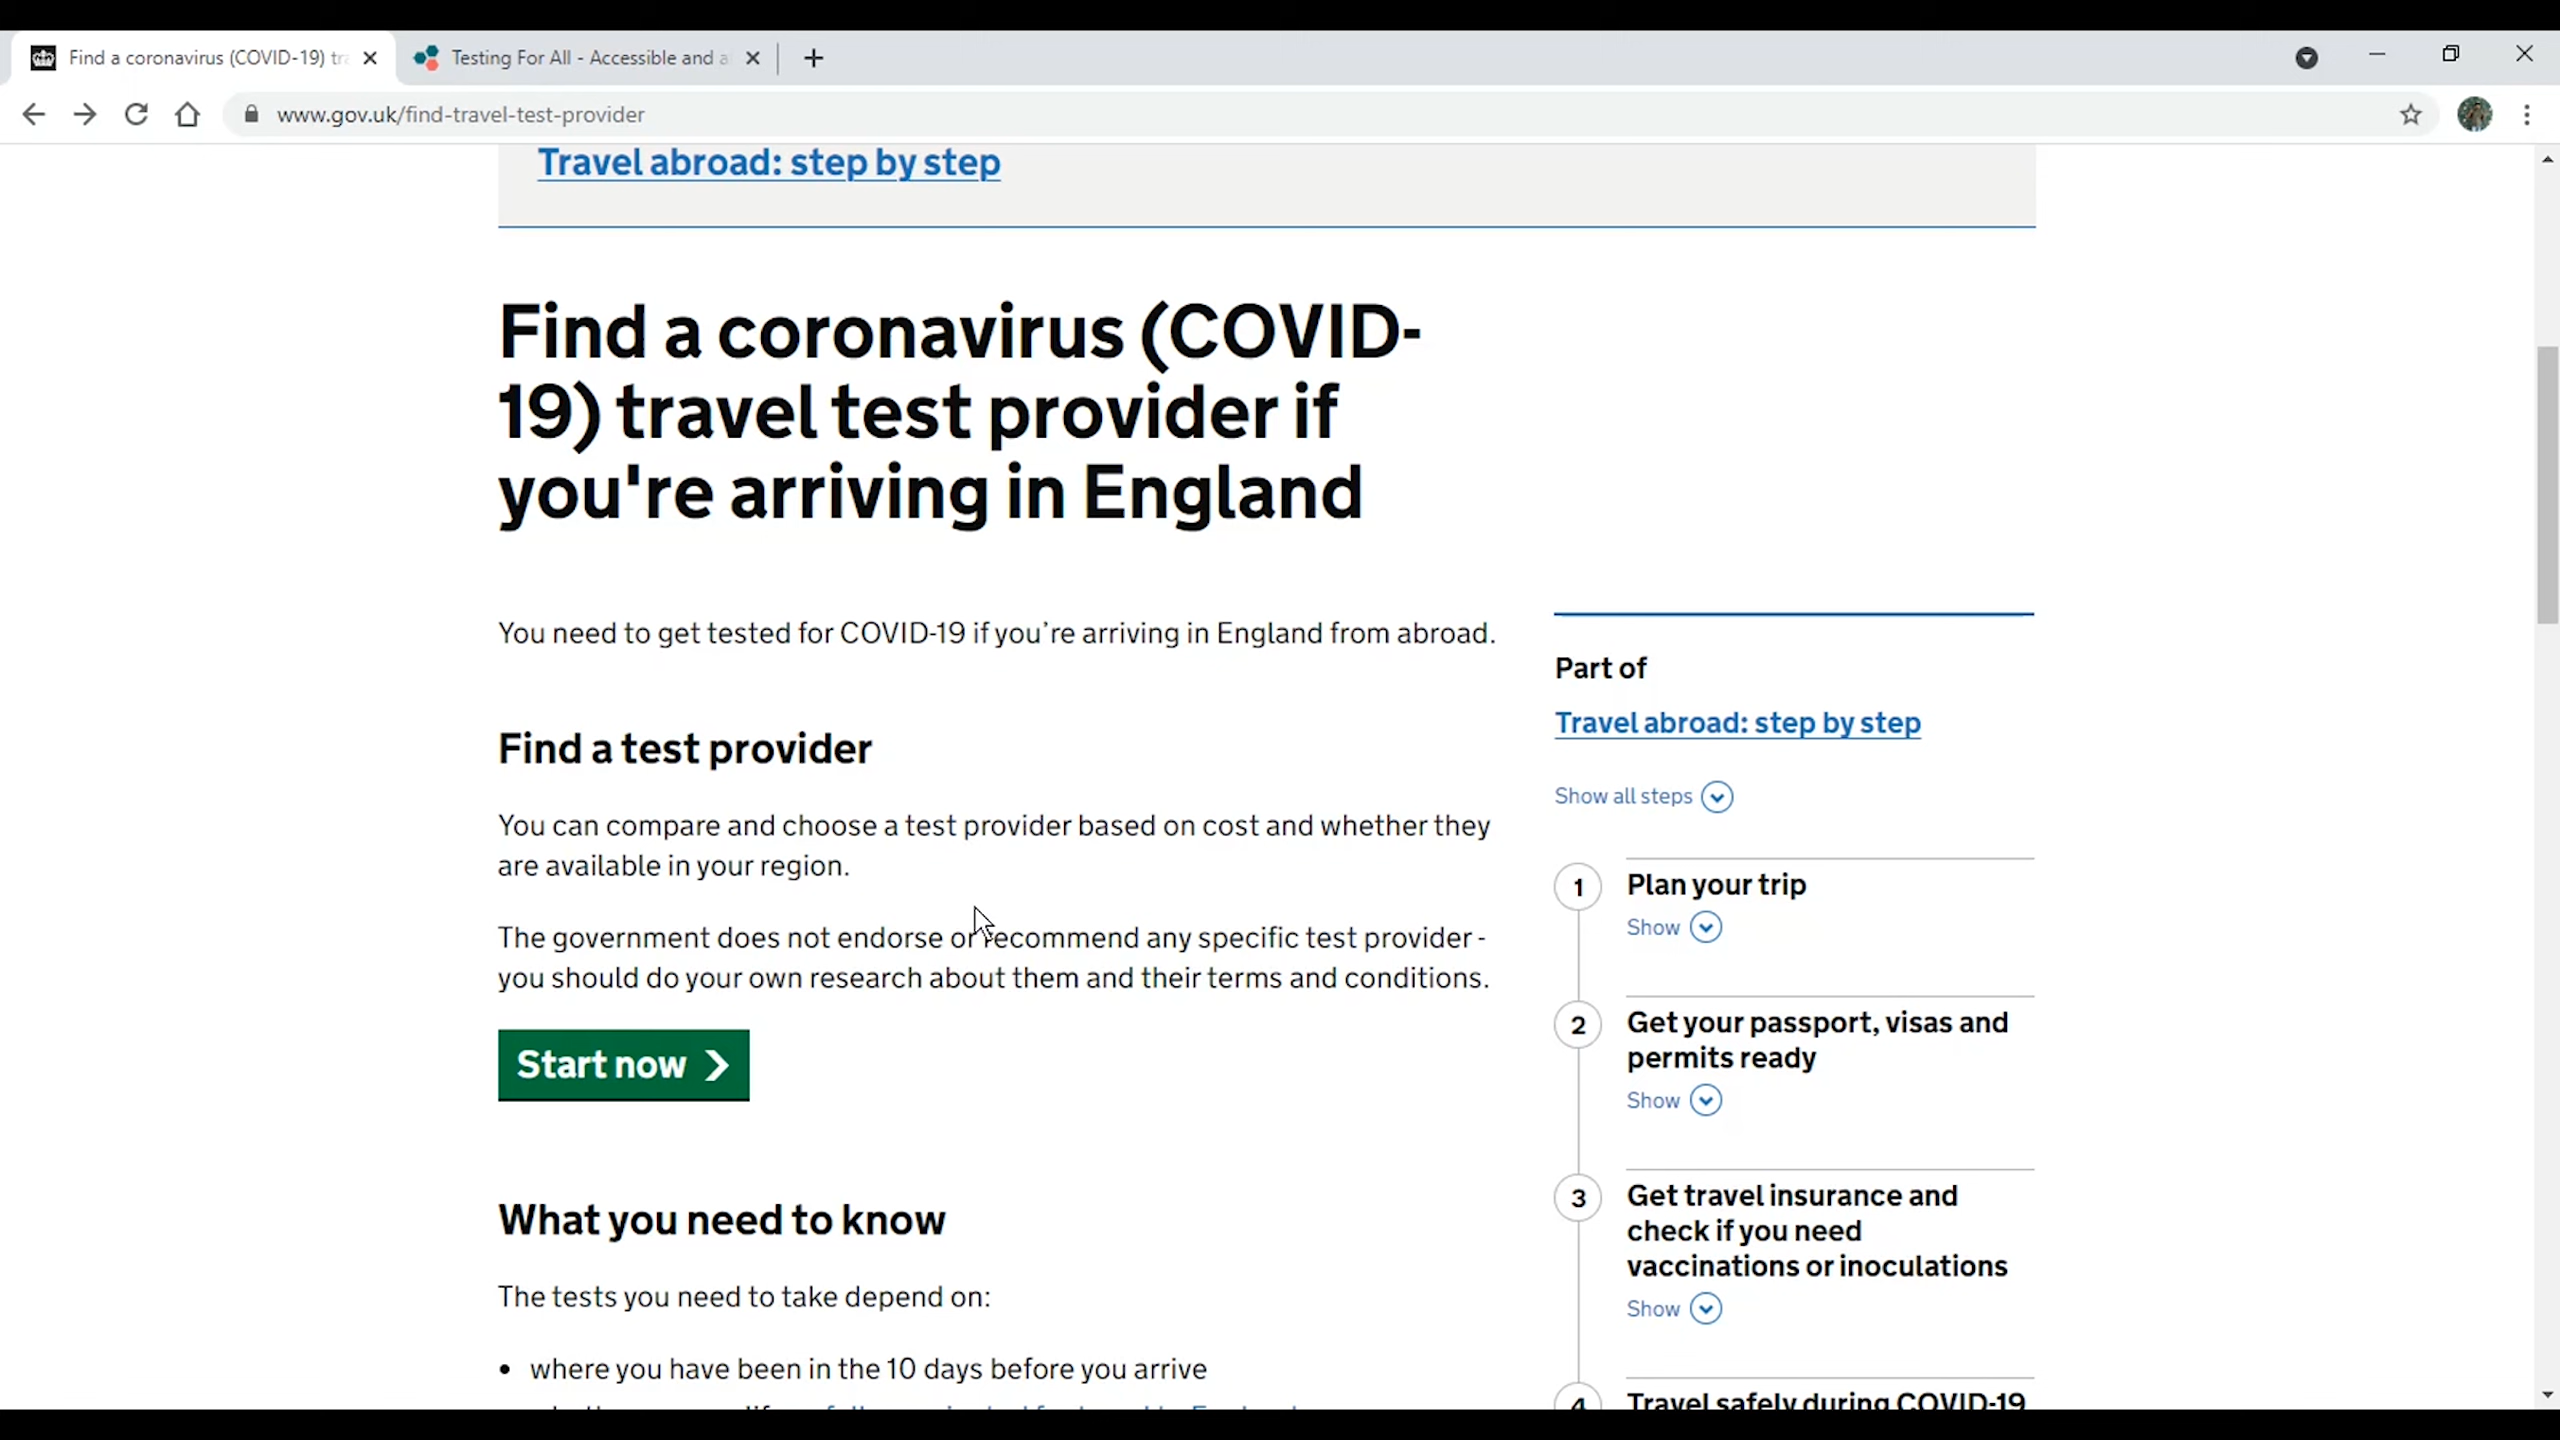 Find a coronavirus (COVID-19) tr
Testing For All - Accessible and a
www.gov.uk/find-travel-test-provider
Travel abroad: step by step
Find a coronavirus (COVID-
19) travel test provider if
you're arriving in England
You need to get tested for COVID-19 if you’re arriving in England from abroad.
Find a test provider
You can compare and choose a test provider based on cost and whether they
are available in your region.
The government does not endorse or recommend any specific test provider -
you should do your own research about them and their terms and conditions.
Start now
What you need to know
The tests you need to take depend on:
• where you have been in the 10 days before you arrive
Part of
Travel abroad: step by step
Show all steps
1 Plan your trip
Show
2 Get your passport, visas and
permits ready
Show
3 Get travel insurance and
check if you need
vaccinations or inoculations
Show
4 Travel safely during COVID-19